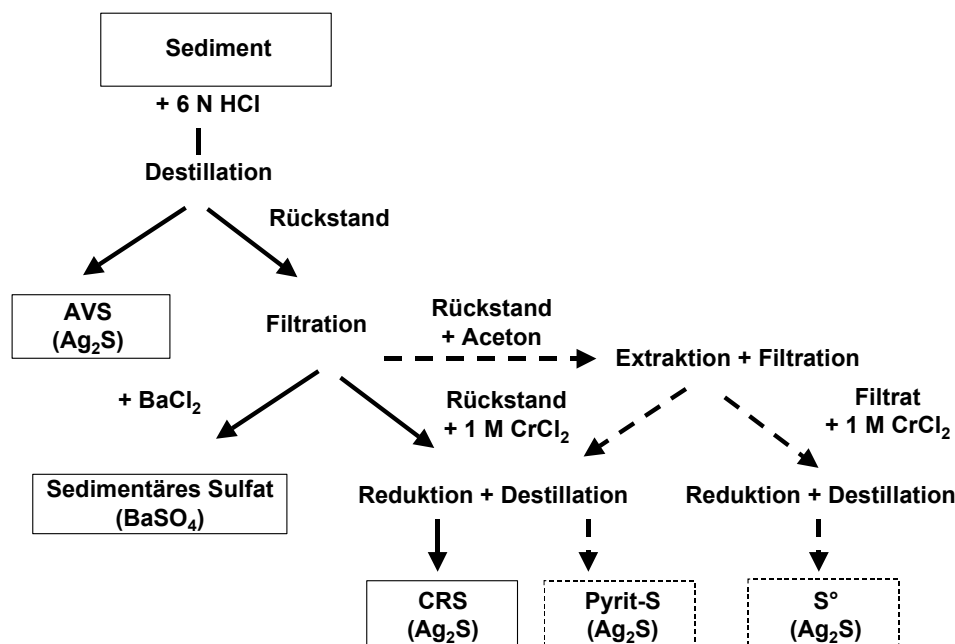 Sediment
+ 6 N HCl
Destillation
Rückstand
AVS
(Ag₂S)
Filtration
Rückstand
+ Aceton
Extraktion + Filtration
+ BaCl₂
Rückstand
+ 1 M CrCl₂
Filtrat
+ 1 M CrCl₂
Sedimentäres Sulfat
(BaSO₄)
Reduktion + Destillation
Reduktion + Destillation
CRS
(Ag₂S)
Pyrit-S
(Ag₂S)
S°
(Ag₂S)